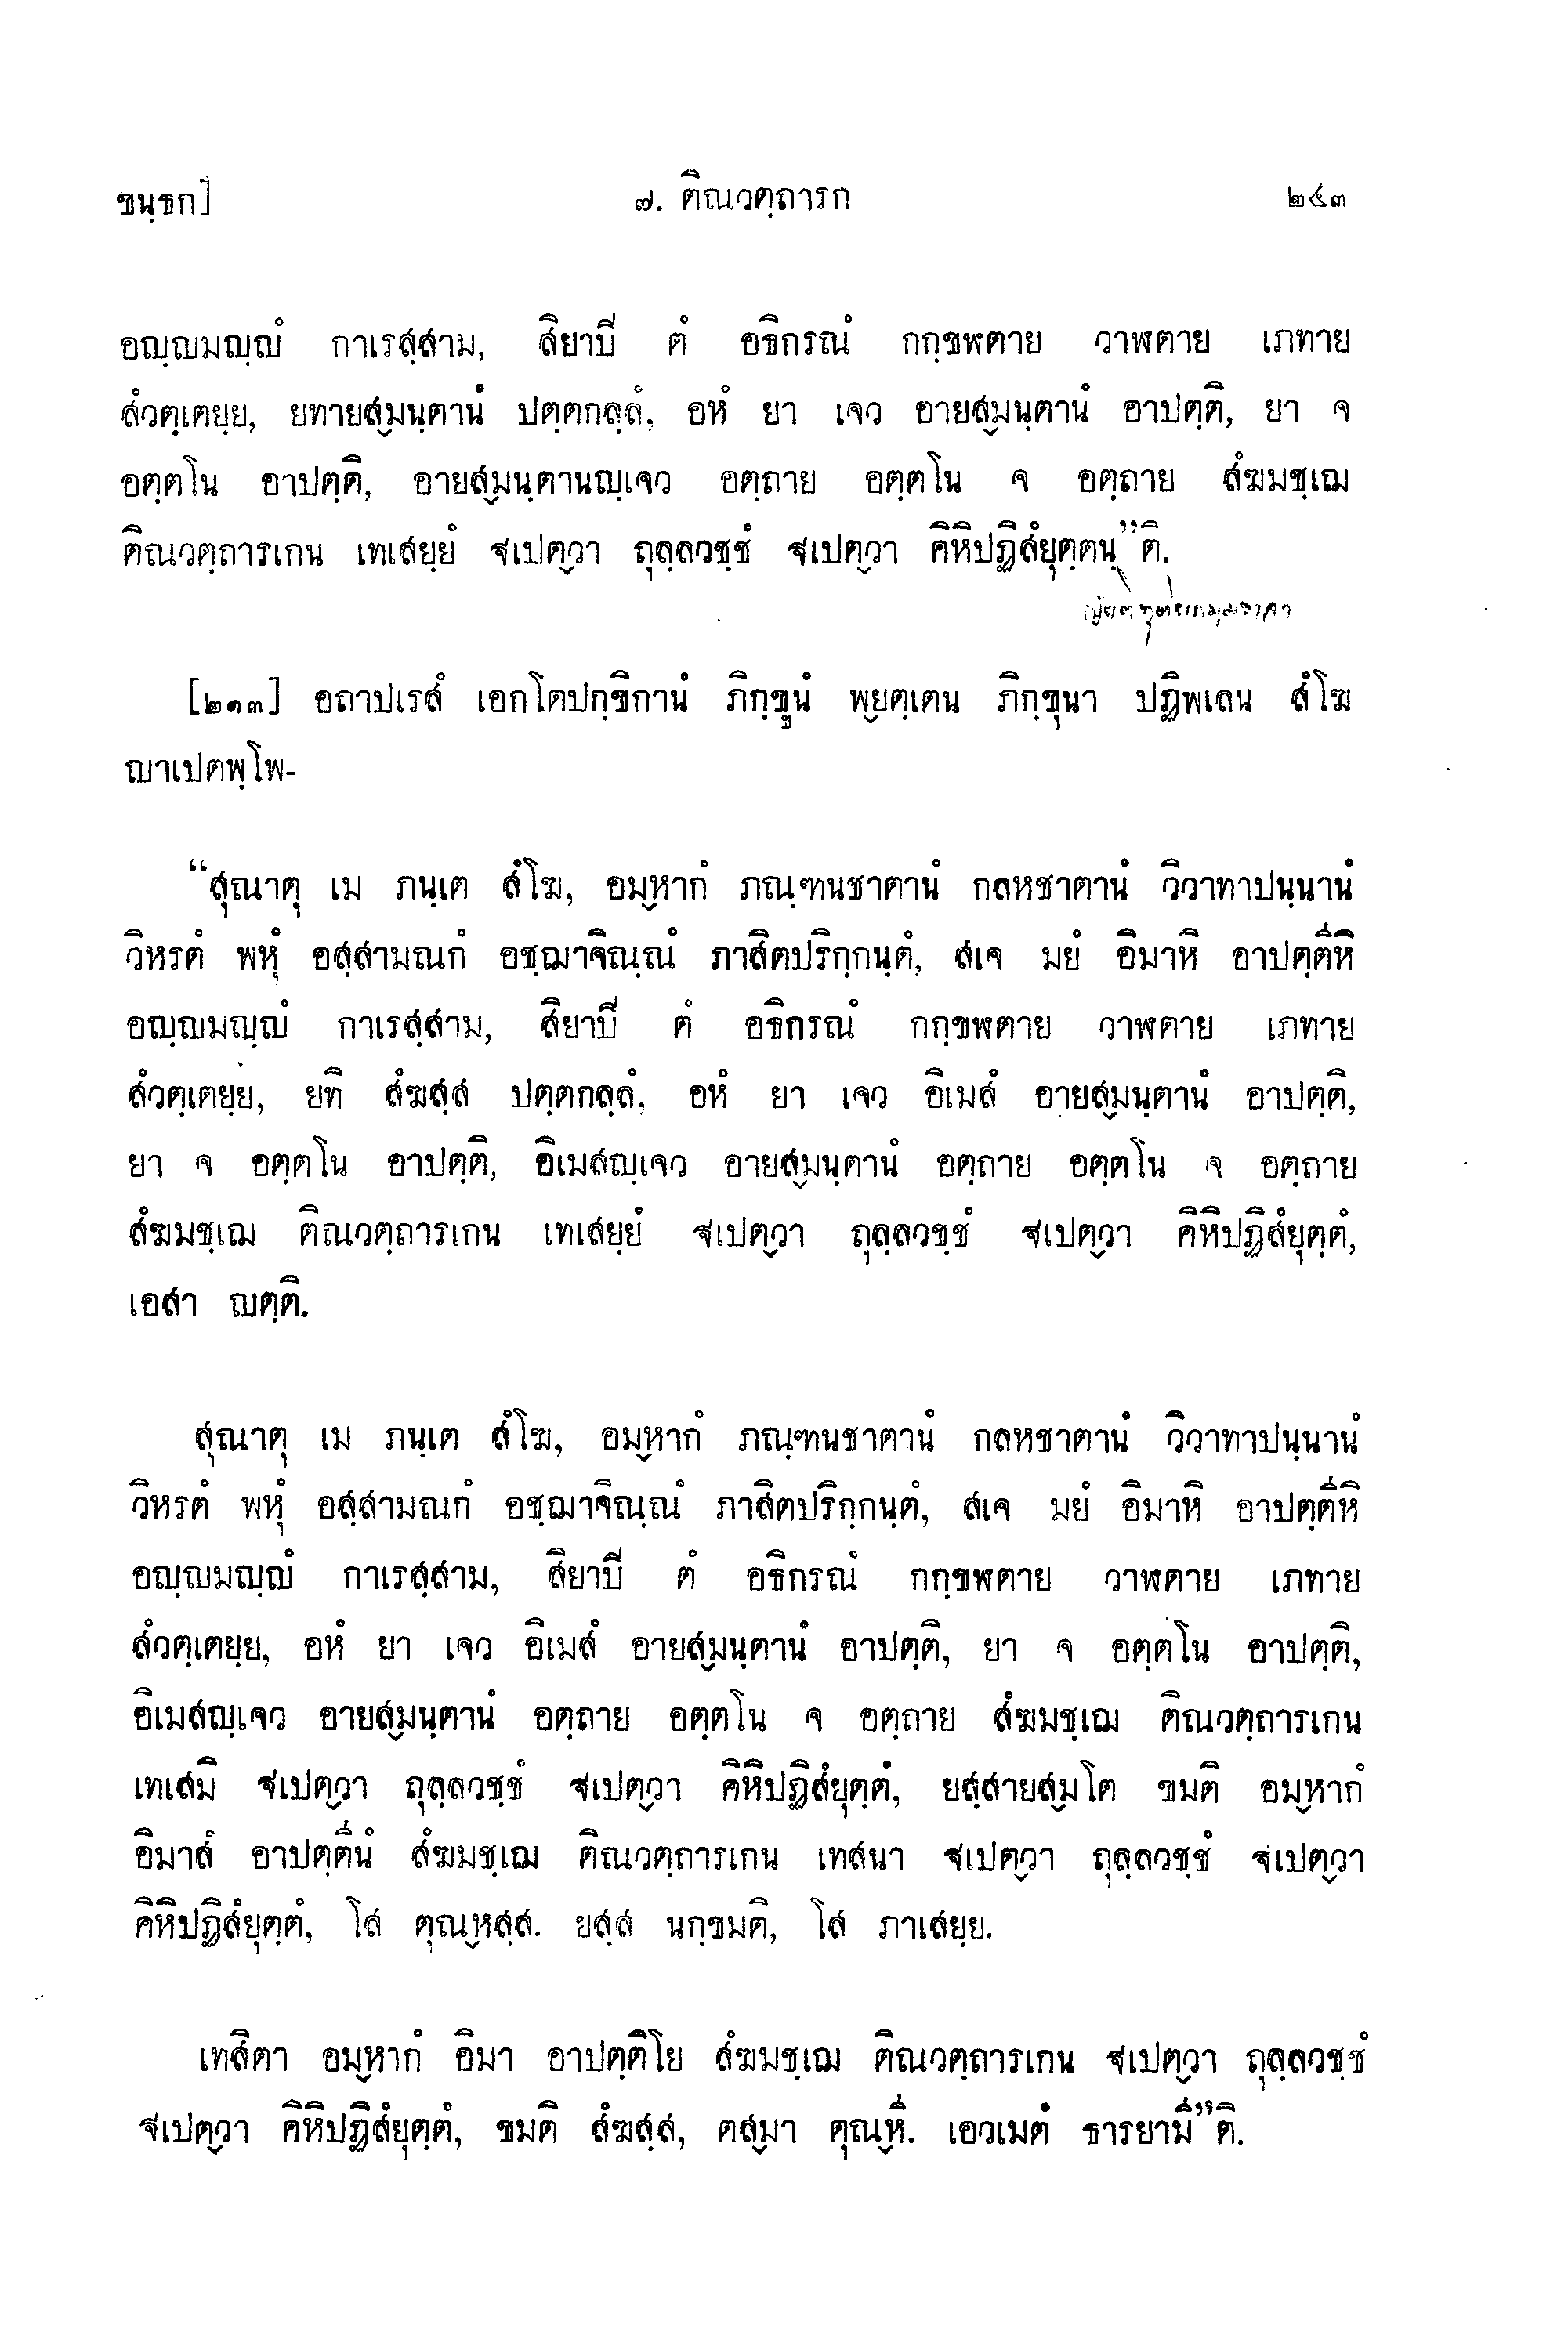 ขนฺธก]
๗. ติณวตฺถารก
๒๕๓
อญฺญมญฺญํ การเรสฺสาม, สิยาปิ ตํ อธิกรณํ กกฺขฬตาย วาฬตาย เภทาย
สํวตฺเตยฺย, ยทายสฺมนฺตานํ ปตฺตกลฺลํ, อหํ ยา เจว อายสฺมนฺตานํ อาปตฺติ, ยา จ
อตฺตโน อาปตฺติ, อายสฺมนฺตานญฺเจว อตฺถาย อตฺตโน จ อตฺถาย สํฆมชฺเฌ
ติณวตฺถารเกน เทเสยฺยํ ฐเปตฺวา ถุลฺลวชฺชํ ฐเปตฺวา คิหิปฏิสํยุตฺตนฺ”ติ.
[๒๑๓] อถาปเรสํ เอกโตปกฺขิกานํ ภิกฺขูนํ พฺยตฺเตน ภิกฺขุนา ปฏิพเลน สํโฆ
ญาเปตพฺโพ-
“สุณาตุ เม ภนฺเต สํโฆ, อมฺหากํ ภณฺฑนชาตานํ กลหชาตานํ วิวาทาปนฺนานํ
วิหรตํ พหุํ อสฺสามณกํ อชฺฌาจิณฺณํ ภาสิตปริกฺกนฺตํ, สเจ มยํ อิมาหิ อาปตฺตีหิ
อญฺญมญฺญํ กาเรสฺสาม, สิยาปิ ตํ อธิกรณํ กกฺขฬตาย วาฬตาย เภทาย
สํวตฺเตยฺย, ยทิ สํฆสฺส ปตฺตกลฺลํ, อหํ ยา เจว อิเมสํ อายสฺมนฺตานํ อาปตฺติ,
ยา จ อตฺตโน อาปตฺติ, อิเมสญฺเจว อายสฺมนฺตานํ อตฺถาย อตฺตโน จ อตฺถาย
สํฆมชฺเฌ ติณวตฺถารเกน เทเสยฺยํ ฐเปตฺวา ถุลฺลวชฺชํ ฐเปตฺวา คิหิปฏิสํยุตฺตํ,
เอสา ญตฺติ.
สุณาตุ เม ภนฺเต สํโฆ, อมฺหากํ ภณฺฑนชาตานํ กลหชาตานํ วิวาทาปนฺนานํ
วิหรตํ พหุํ อสฺสามณกํ อชฺฌาจิณฺณํ ภาสิตปริกฺกนฺตํ, สเจ มยํ อิมาหิ อาปตฺตีหิ
อญฺญมญฺญํ กาเรสฺสาม, สิยาปิ ตํ อธิกรณํ กกฺขฬตาย วาฬตาย เภทาย
สํวตฺเตยฺย, อหํ ยา เจว อิเมสํ อายสฺมนฺตานํ อาปตฺติ, ยา จ อตฺตโน อาปตฺติ,
อิเมสญฺเจว อายสฺมนฺตานํ อตฺถาย อตฺตโน จ อตฺถาย สํฆมชฺเฌ ติณวตฺถารเกน
เทเสมิ ฐเปตฺวา ถุลฺลวชฺชํ ฐเปตฺวา คิหิปฏิสํยุตฺตํ, ยสฺสายสฺมโต ขมติ อมฺหากํ
อิมาสํ อาปตฺตีนํ สํฆมชฺเฌ ติณวตฺถารเกน เทสนา ฐเปตฺวา ถุลฺลวชฺชํ ฐเปตฺวา
คิหิปฏิสํยุตฺตํ, โส ตุณฺหสฺส. ยสฺส นกฺขมติ, โส ภาเสยฺย.
เทสิตา อมฺหากํ อิมา อาปตฺติโย สํฆมชฺเฌ ติณวตฺถารเกน ฐเปตฺวา ถุลฺลวชฺชํ
ฐเปตฺวา คิหิปฏิสํยุตฺตํ, ขมติ สํฆสฺส, ตสฺมา ตุณฺหี. เอวเมตํ ธารยามี”ติ.